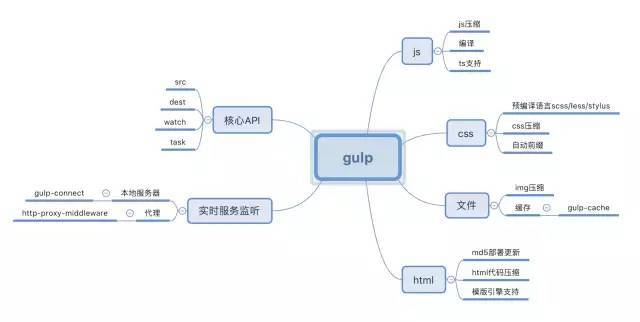 gulp
js
js压缩
编译
ts支持
css
预编译语言scss/less/stylus
css压缩
自动前缀
文件
img压缩
缓存
gulp-cache
html
md5部署更新
html代码压缩
模版引擎支持
核心API
src
dest
watch
task
实时服务监听
本地服务器
gulp-connect
代理
http-proxy-middleware